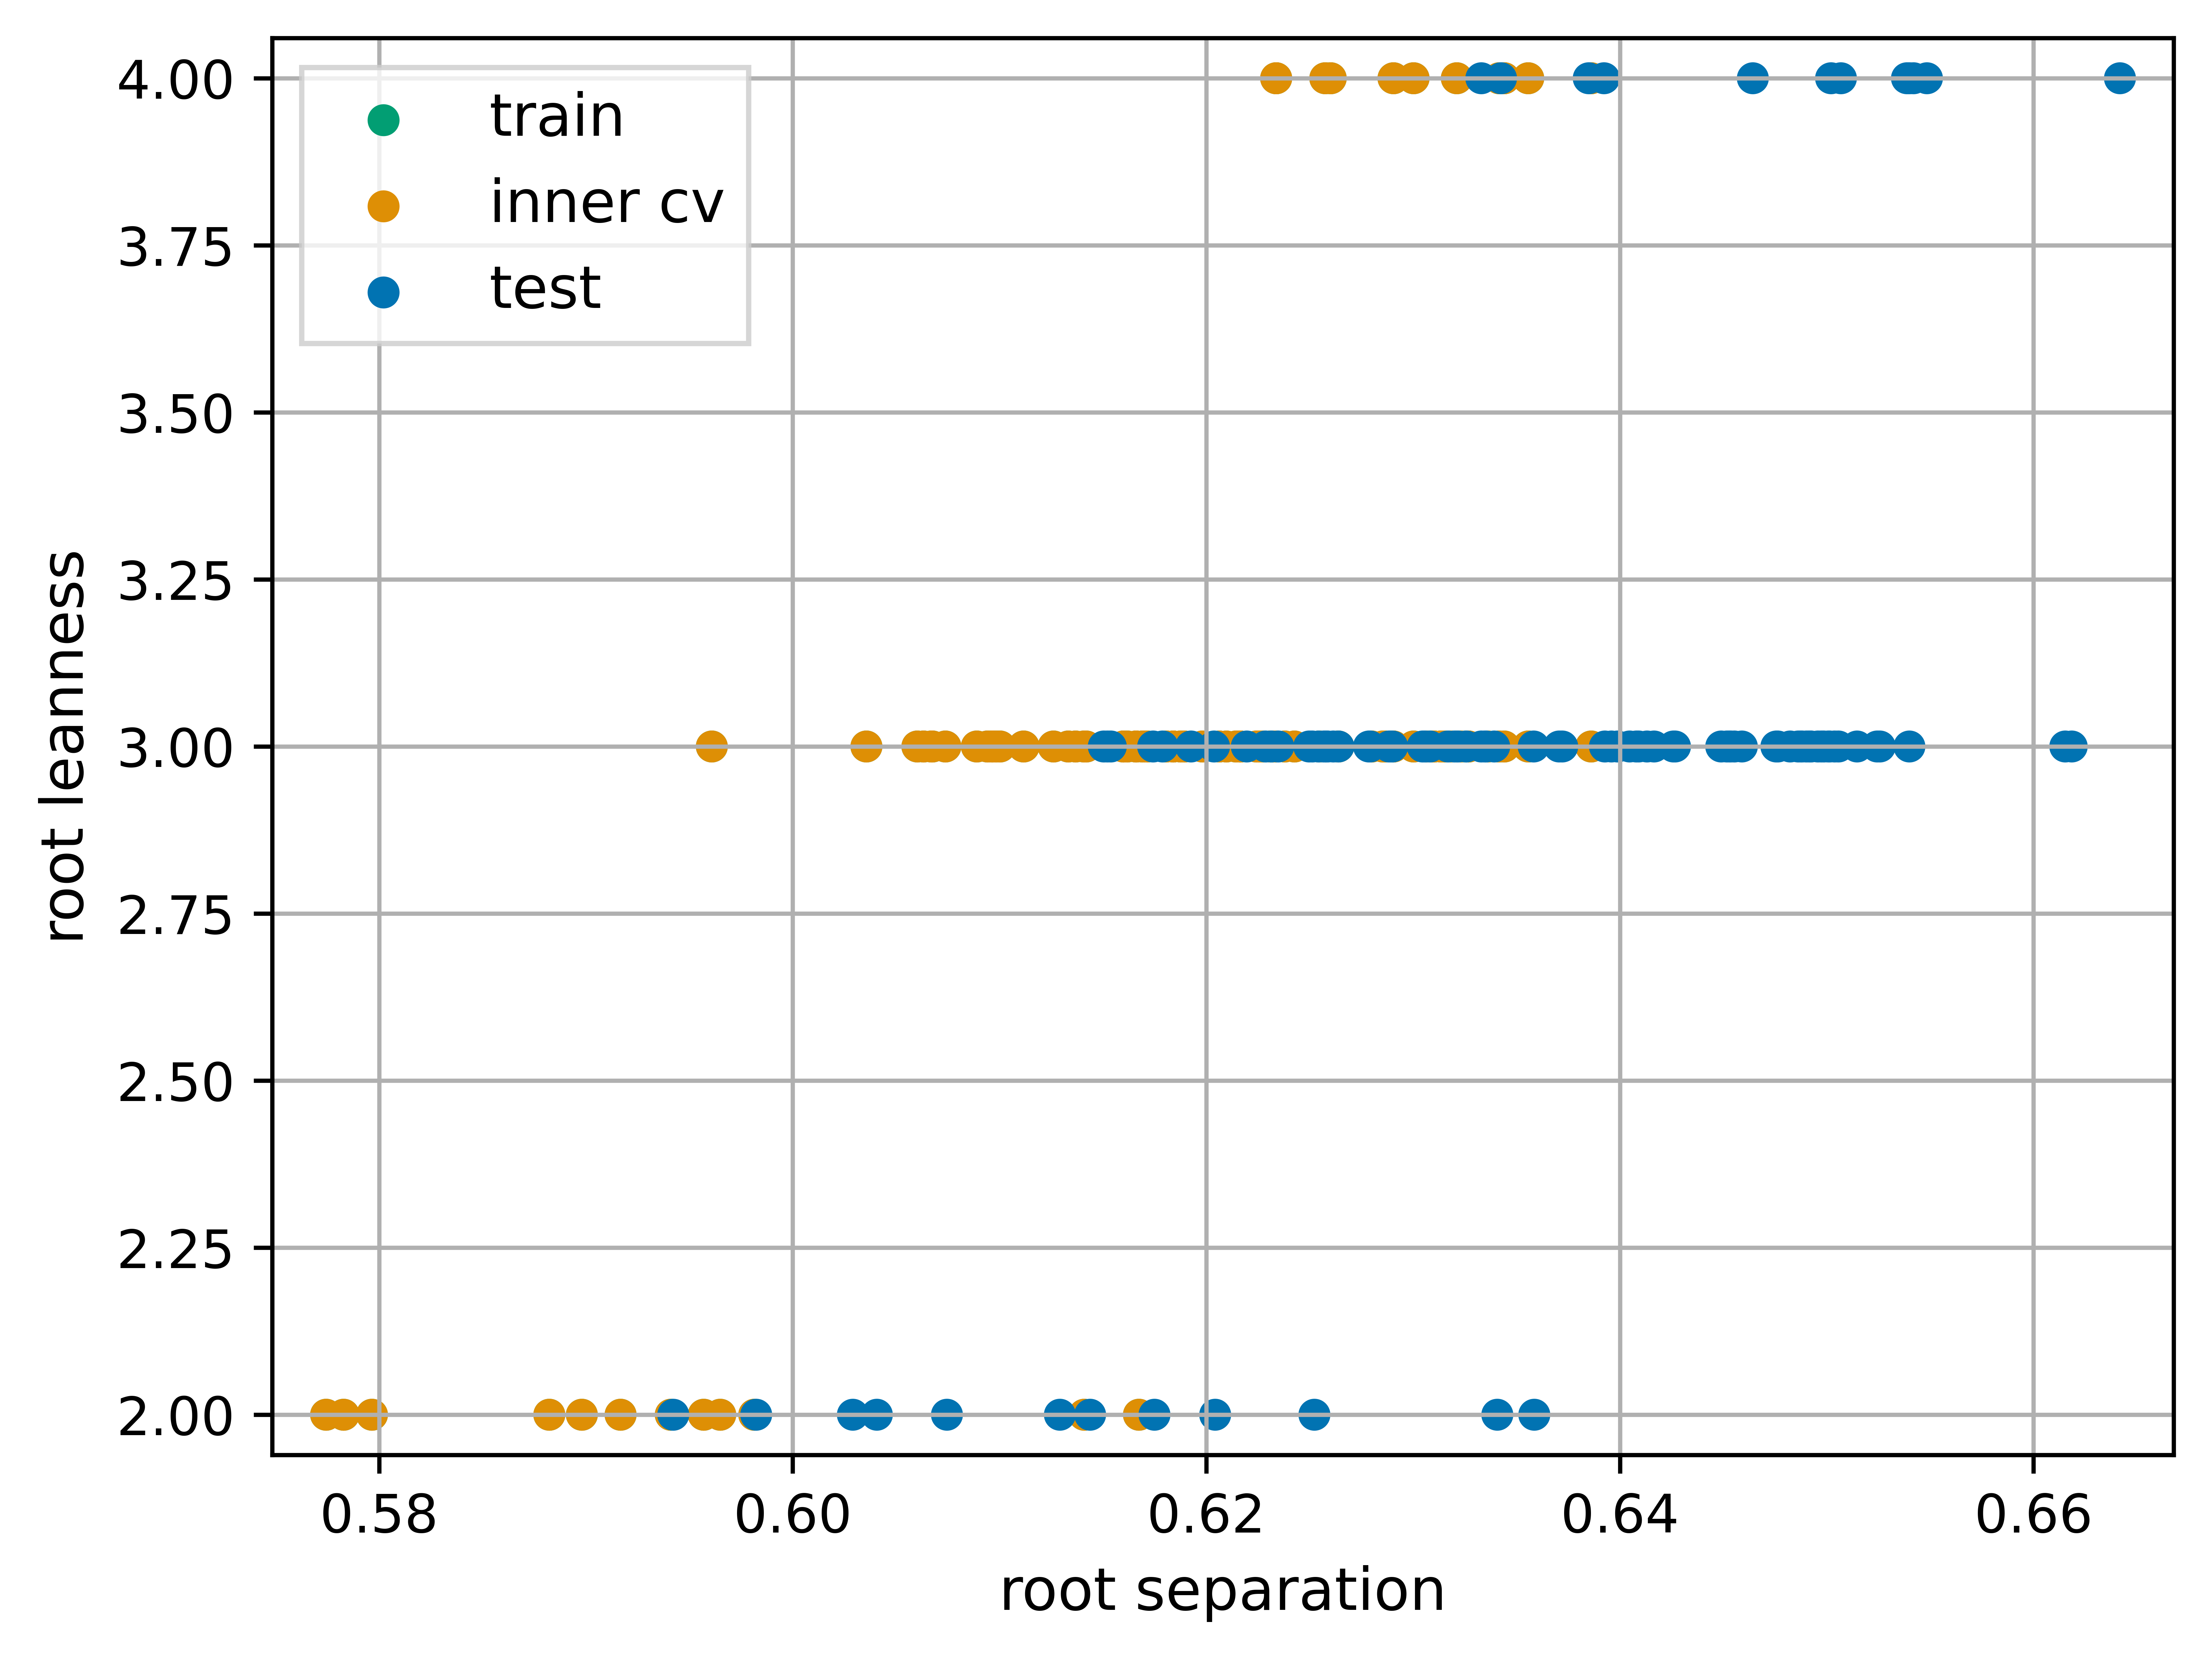 train
inner cv
test
4.00
3.75
3.50
3.25
3.00
2.75
2.50
2.25
2.00
root leanness
0.58 0.60 0.62 0.64 0.66
root separation